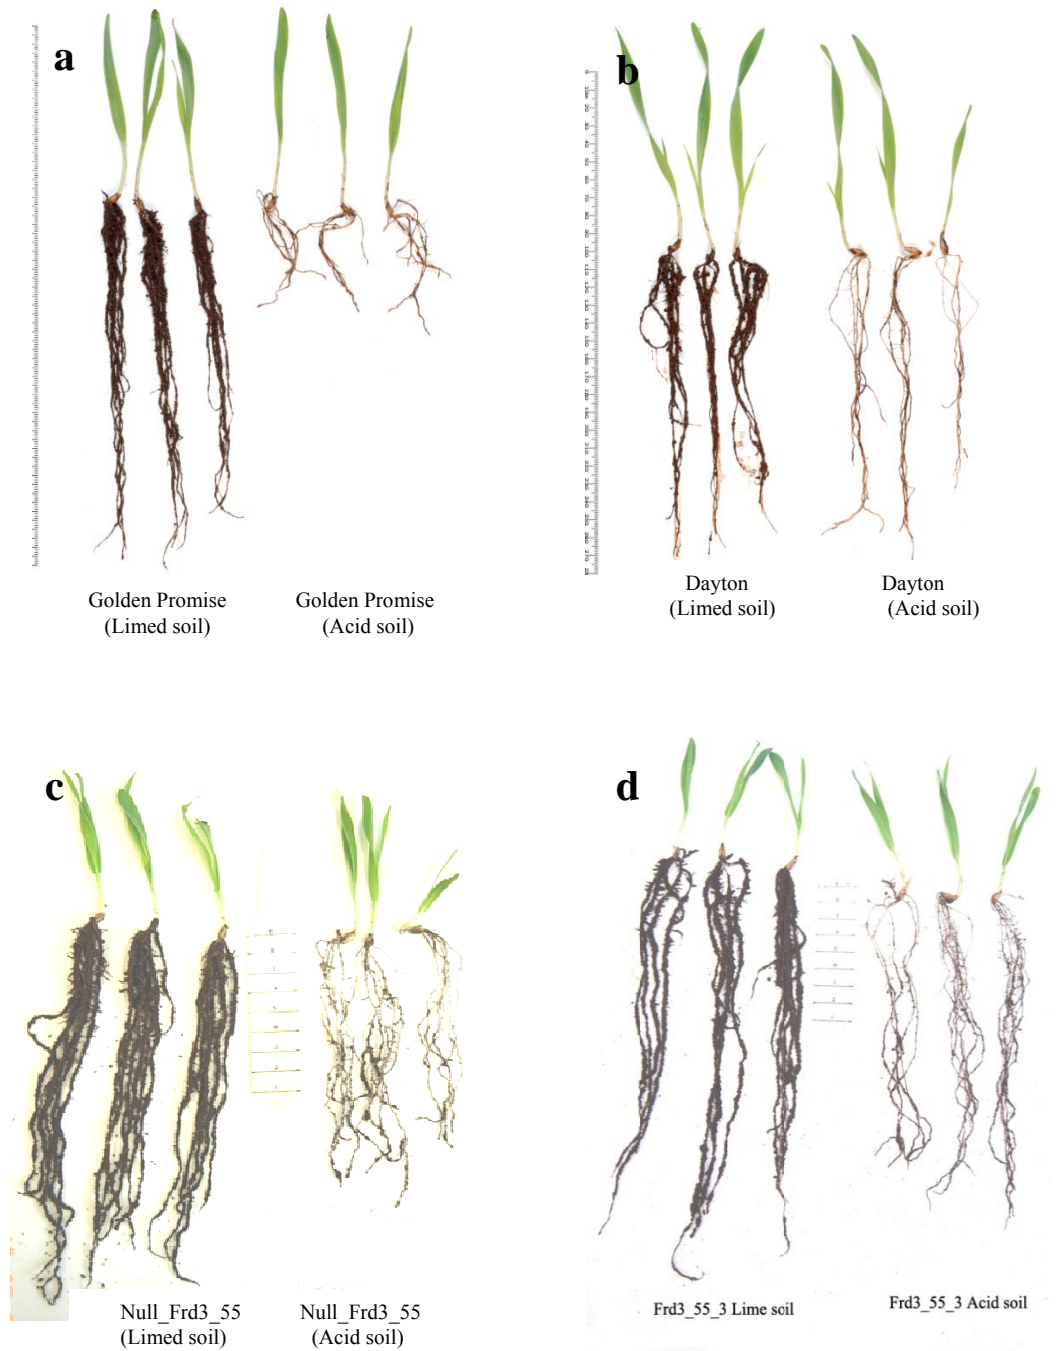 a
b
Golden Promise
(Limed soil)
Golden Promise
(Acid soil)
Dayton
(Limed soil)
Dayton
(Acid soil)
c
d
Null_Frd3_55
(Limed soil)
Null_Frd3_55
(Acid soil)
Frd3_55_3 Lime soil
Frd3_55_3 Acid soil